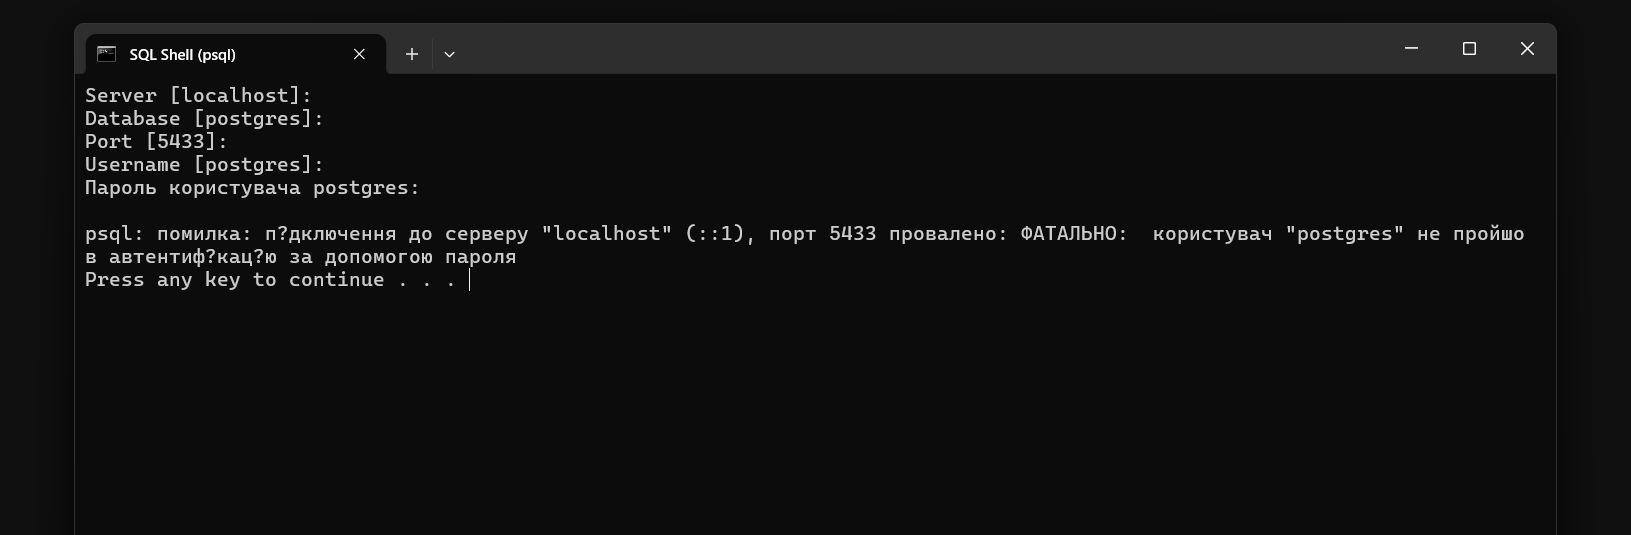 SQL Shell (psql)
Server [localhost]:
Database [postgres]:
Port [5433]:
Username [postgres]:
Пароль користувача postgres:
psql: помилка: п?дключення до серверу "localhost" (::1), порт 5433 провалено: ФАТАЛЬНО:  користувач "postgres" не пройшо
в автентиф?кац?ю за допомогою пароля
Press any key to continue . . .